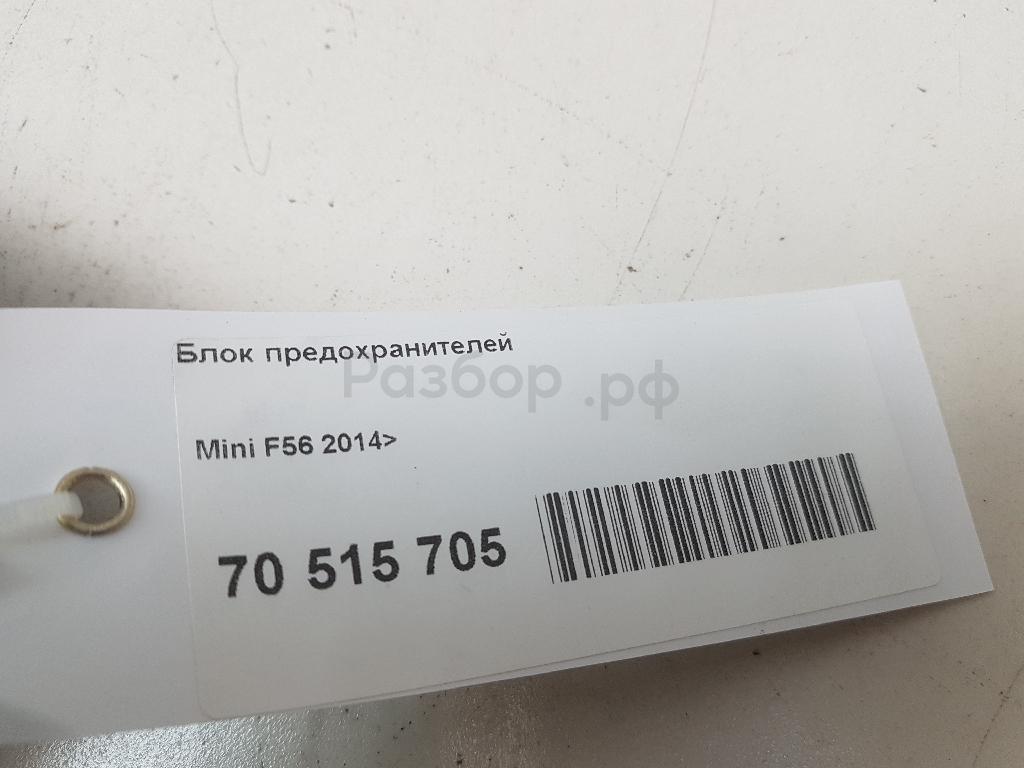 Блок предохранителей
Разбор.рф
Mini F56 2014>
70 515 705